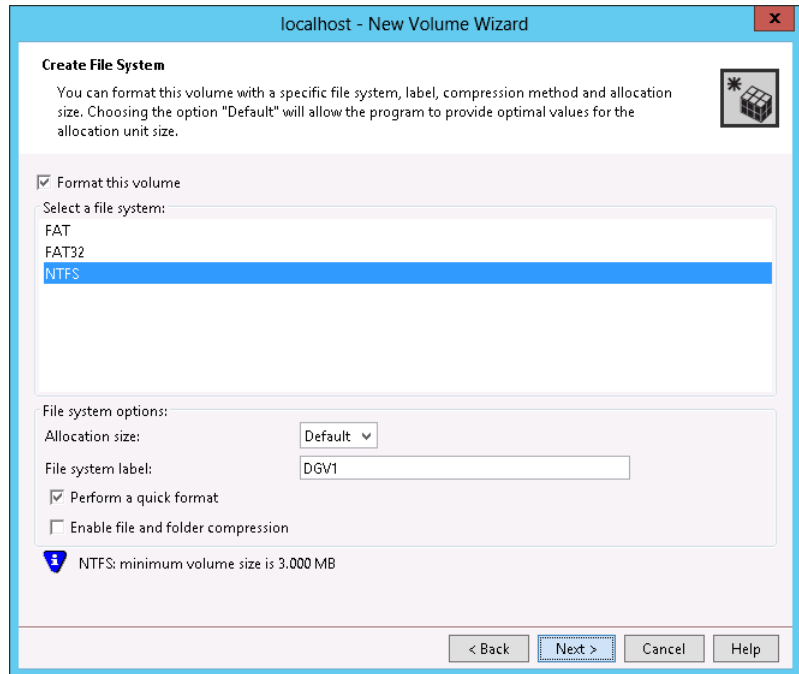 localhost - New Volume Wizard
x
Create File System
You can format this volume with a specific file system, label, compression method and allocation
size. Choosing the option "Default" will allow the program to provide optimal values for the
allocation unit size.
Format this volume
Select a file system:
FAT
FAT32
NTFS
File system options:
Allocation size: Default
File system label: DGV1
Perform a quick format
Enable file and folder compression
NTFS: minimum volume size is 3.000 MB
< Back Next > Cancel Help